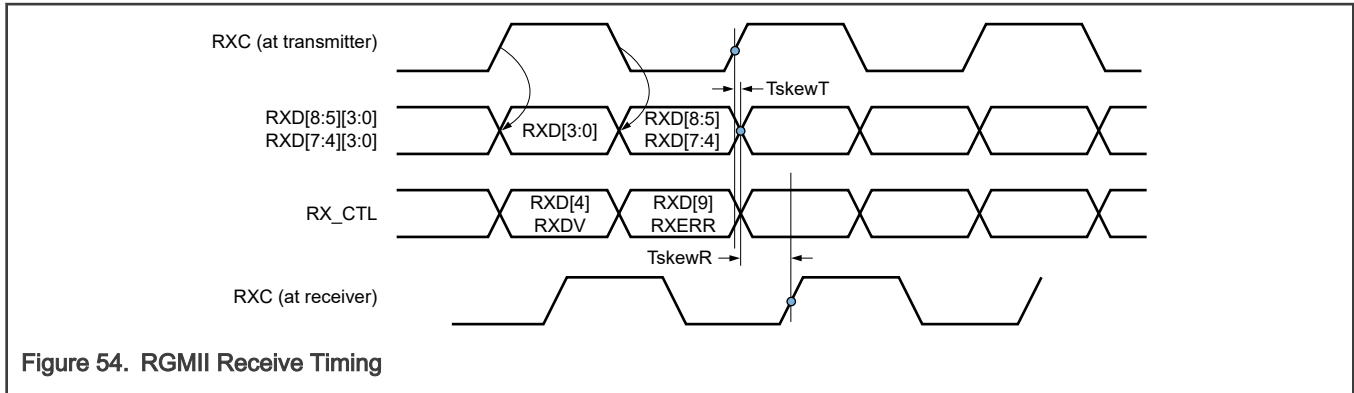 RXC (at transmitter)
TskewT
RXD[8:5][3:0]
RXD[7:4][3:0]
RXD[3:0]
RXD[8:5]
RXD[7:4]
RX_CTL
RXD[4]
RXDV
RXD[9]
RXERR
TskewR
RXC (at receiver)
Figure 54. RGMII Receive Timing